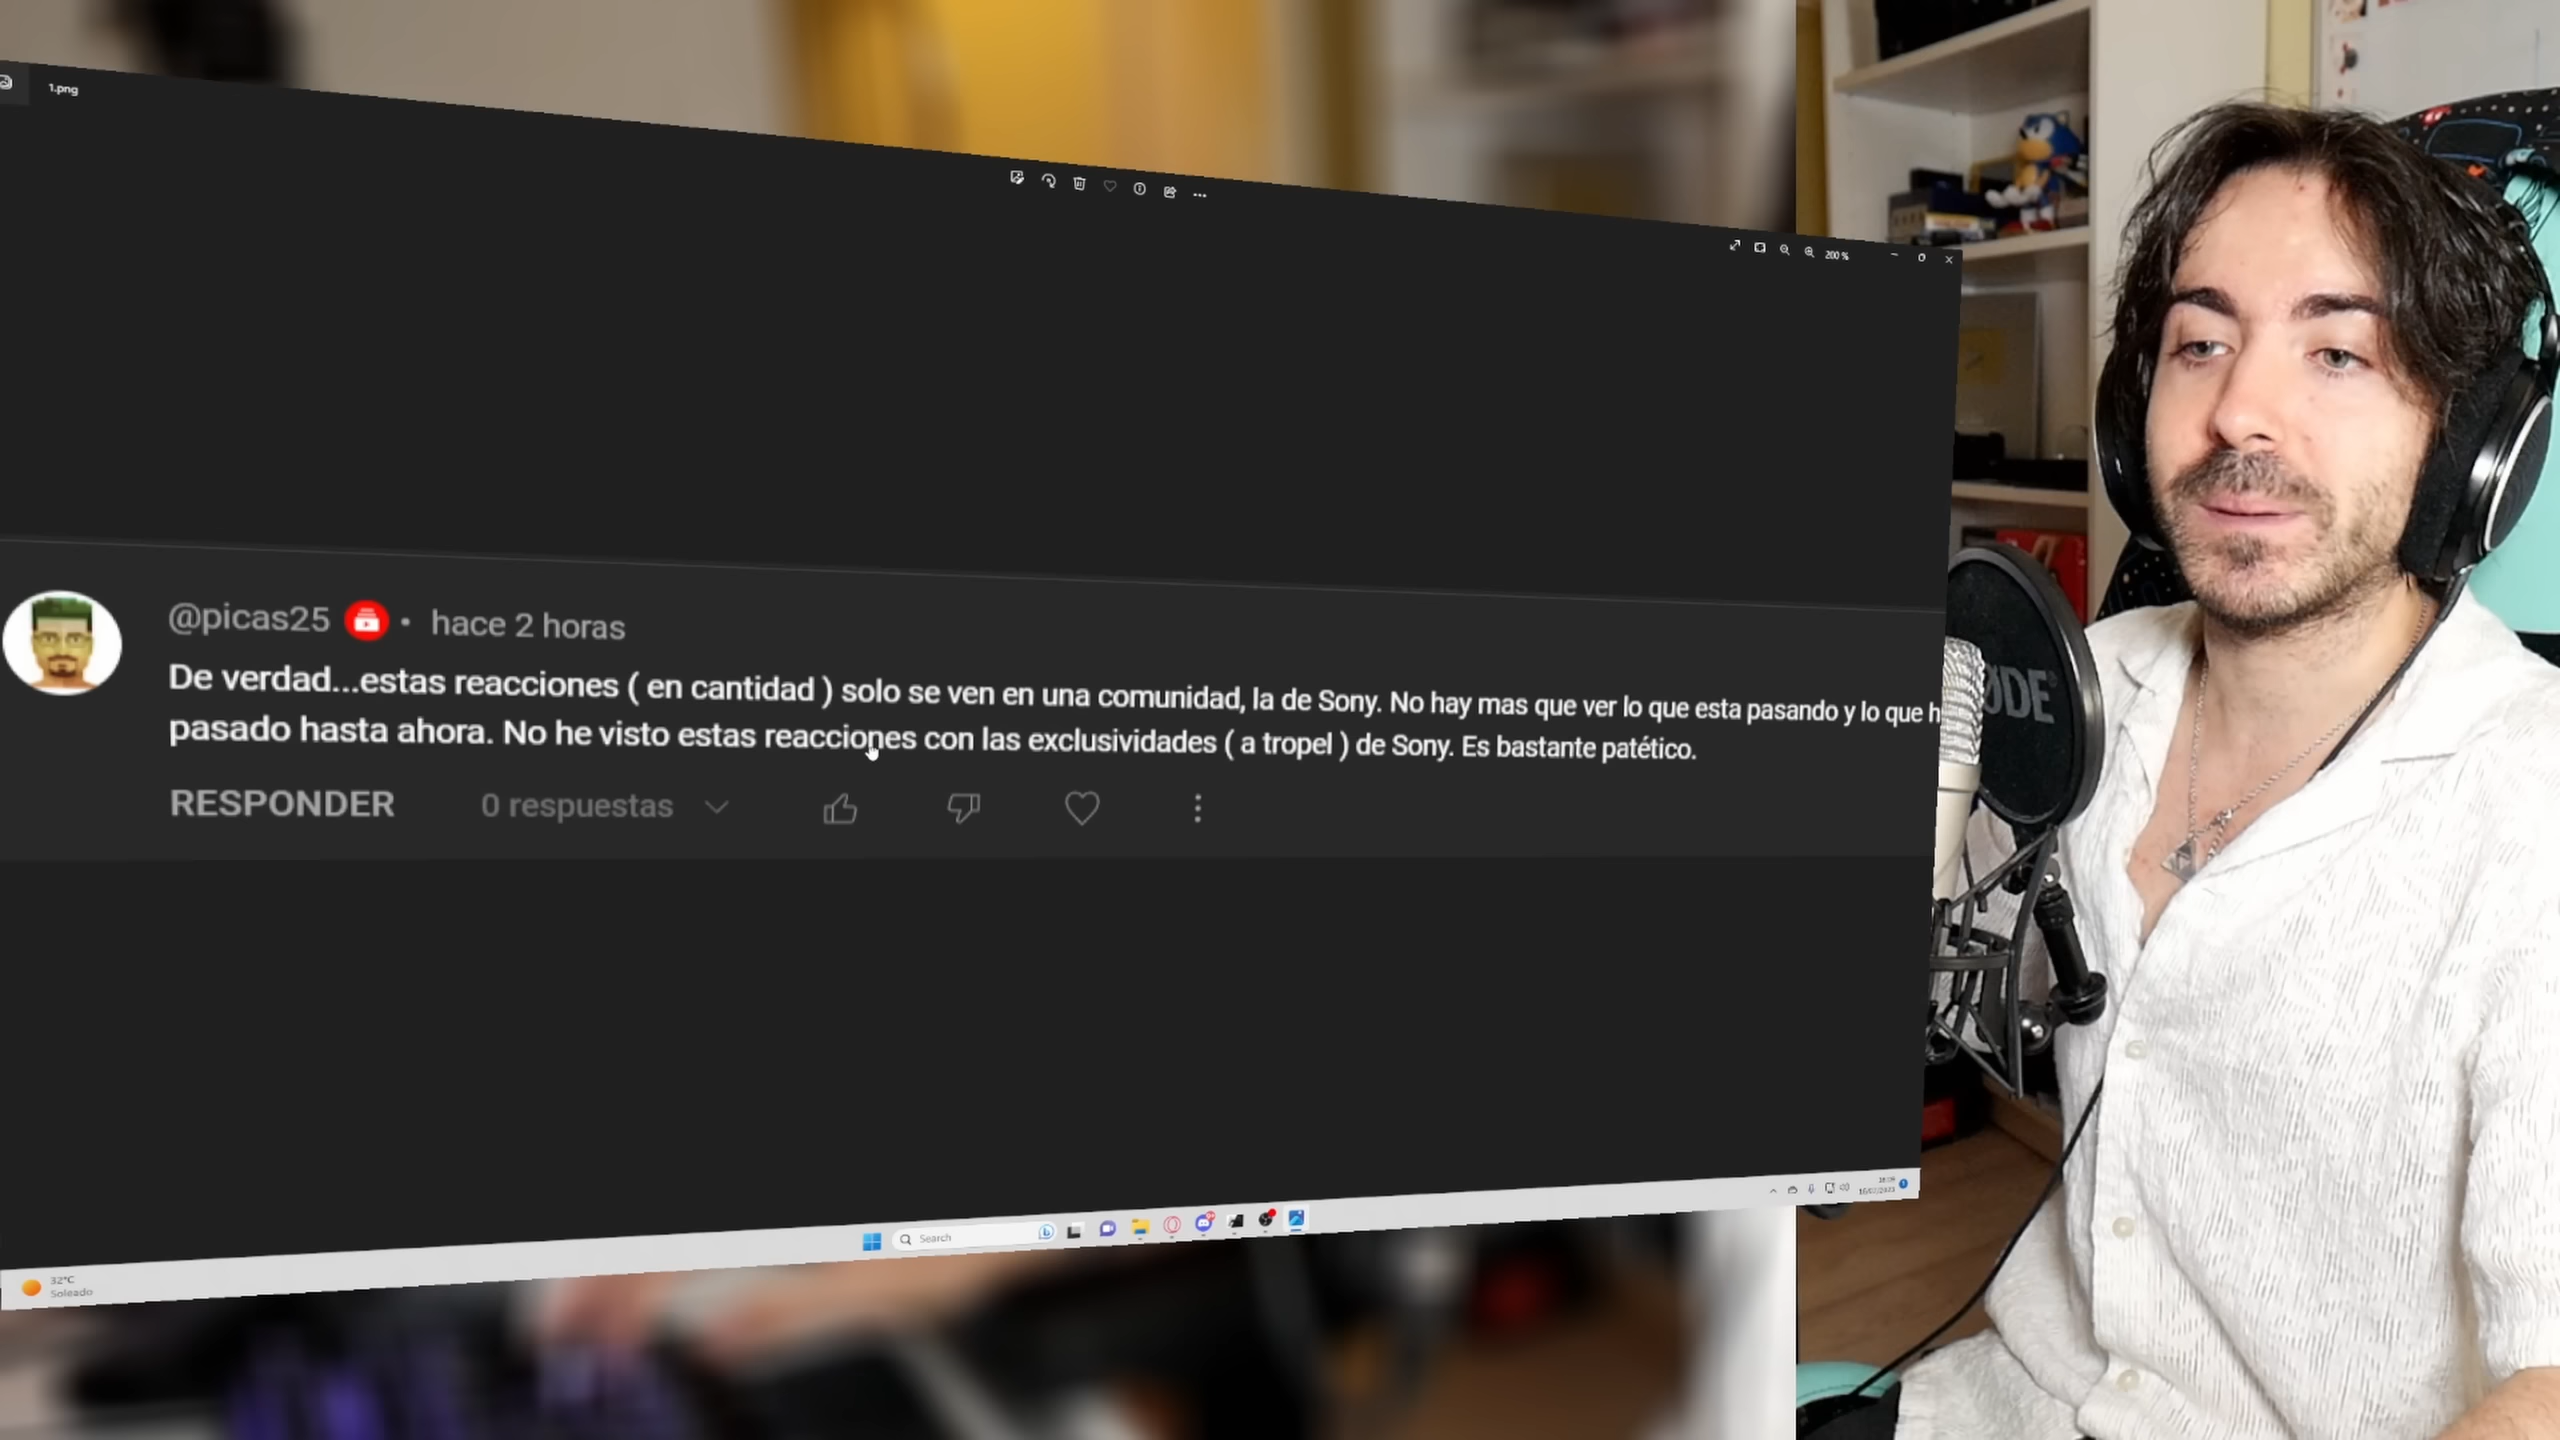 1.png
200 %
@picas25 • hace 2 horas
De verdad...estas reacciones ( en cantidad ) solo se ven en una comunidad, la de Sony. No hay mas que ver lo que esta pasando y lo que h
pasado hasta ahora. No he visto estas reacciones con las exclusividades ( a tropel ) de Sony. Es bastante patético.
RESPONDER 0 respuestas
RØDE
Search
32°C
Soleado